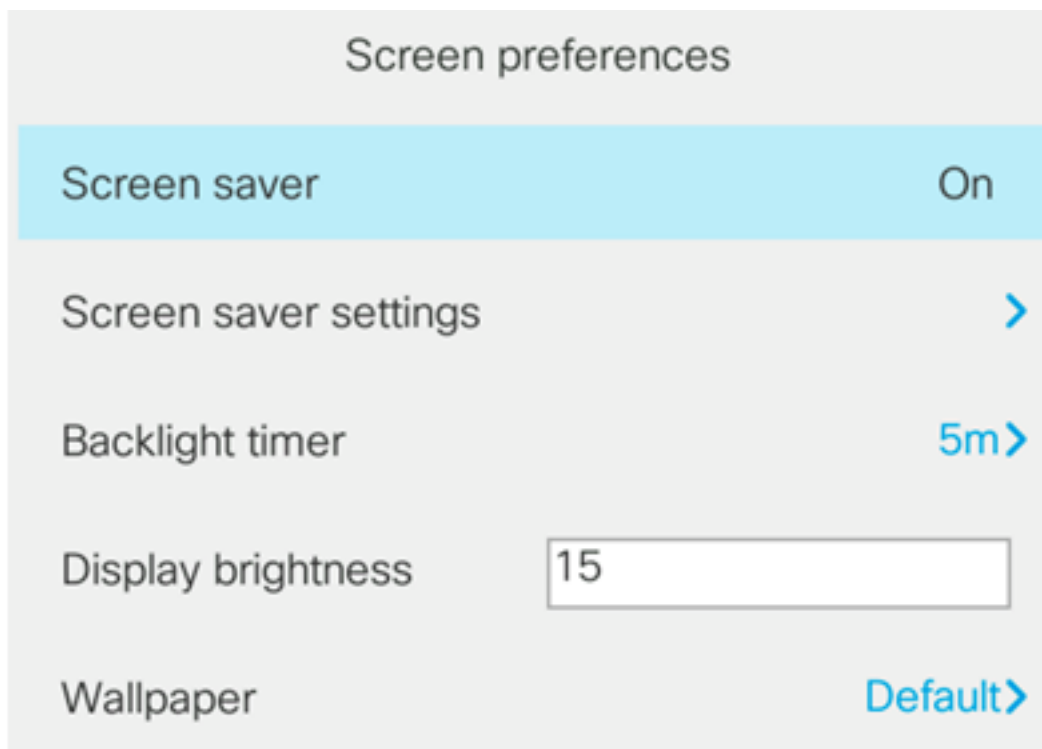 Screen preferences
Screen saver On
Screen saver settings
Backlight timer 5m
Display brightness 15
Wallpaper Default